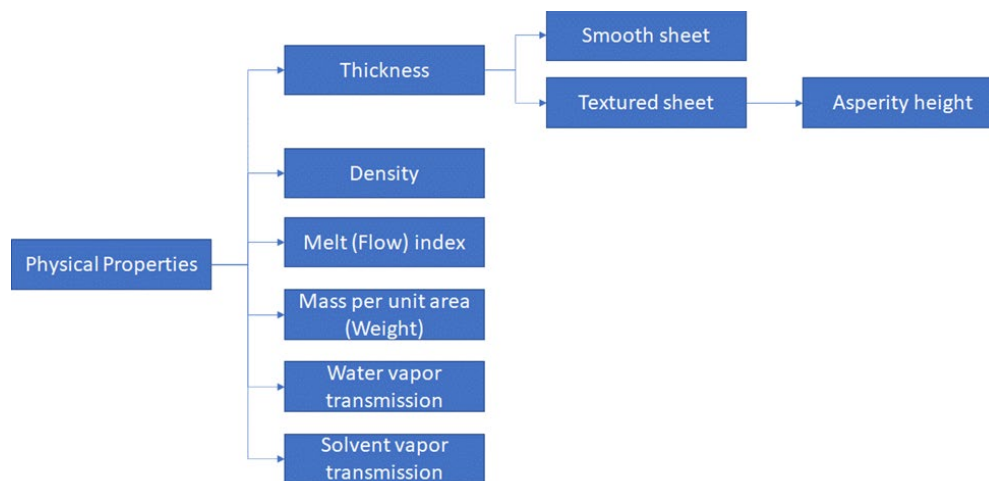 Smooth sheet
Thickness
Textured sheet
Asperity height
Density
Melt (Flow) index
Physical Properties
Mass per unit area
(Weight)
Water vapor
transmission
Solvent vapor
transmission